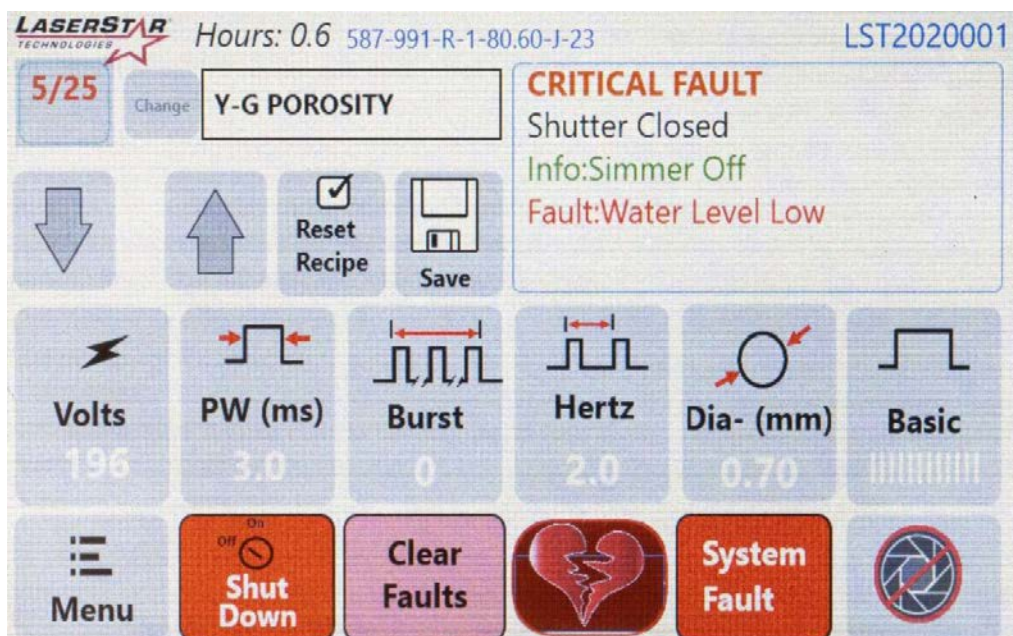 LASERSTAR
TECHNOLOGIES
Hours: 0.6
587-991-R-1-80.60-J-23
LST2020001
5/25
Change
Y-G POROSITY
CRITICAL FAULT
Shutter Closed
Info:Simmer Off
Fault:Water Level Low
Reset
Recipe
Save
Volts
196
PW (ms)
3.0
Burst
0
Hertz
2.0
Dia- (mm)
0.70
Basic
Menu
On
Off
Shut
Down
Clear
Faults
System
Fault